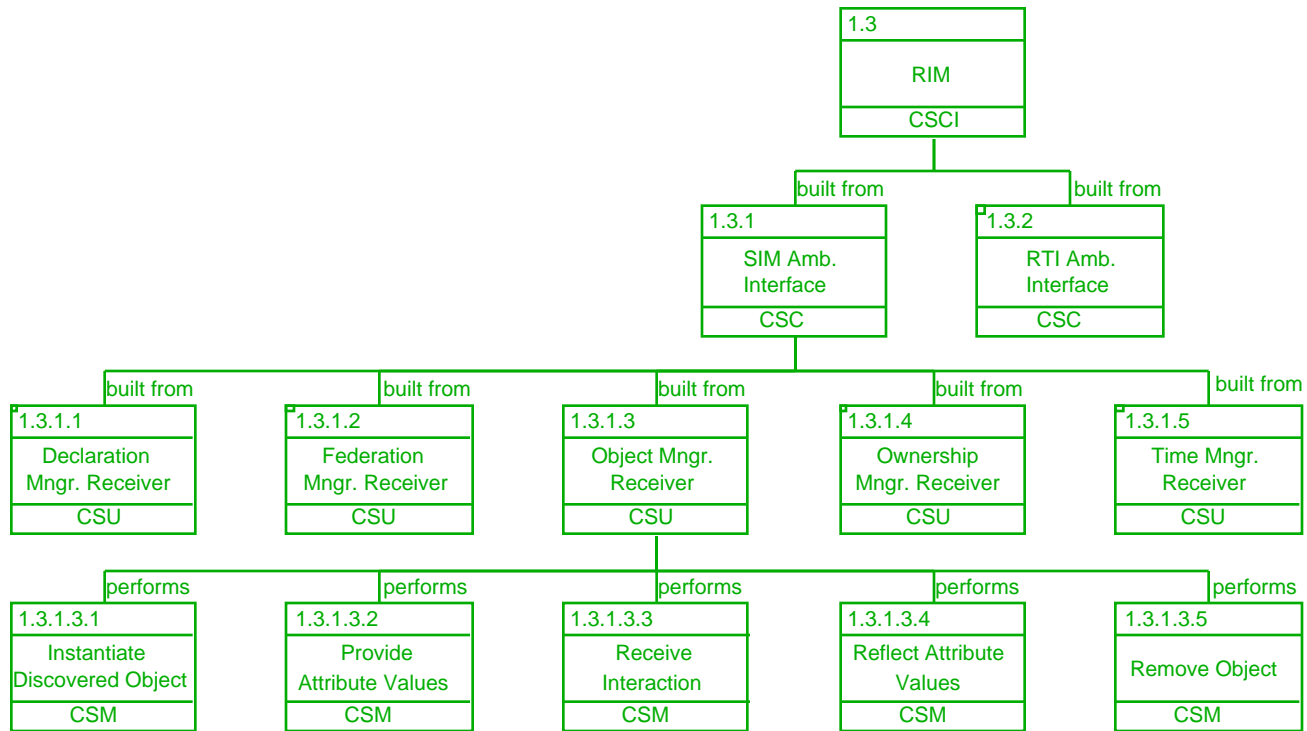 1.3
RIM
CSCI
built from
built from
1.3.1
SIM Amb.
Interface
CSC
1.3.2
RTI Amb.
Interface
CSC
built from
built from
built from
built from
built from
1.3.1.1
Declaration
Mngr. Receiver
CSU
1.3.1.2
Federation
Mngr. Receiver
CSU
1.3.1.3
Object Mngr.
Receiver
CSU
1.3.1.4
Ownership
Mngr. Receiver
CSU
1.3.1.5
Time Mngr.
Receiver
CSU
performs
performs
performs
performs
performs
1.3.1.3.1
Instantiate
Discovered Object
CSM
1.3.1.3.2
Provide
Attribute Values
CSM
1.3.1.3.3
Receive
Interaction
CSM
1.3.1.3.4
Reflect Attribute
Values
CSM
1.3.1.3.5
Remove Object
CSM